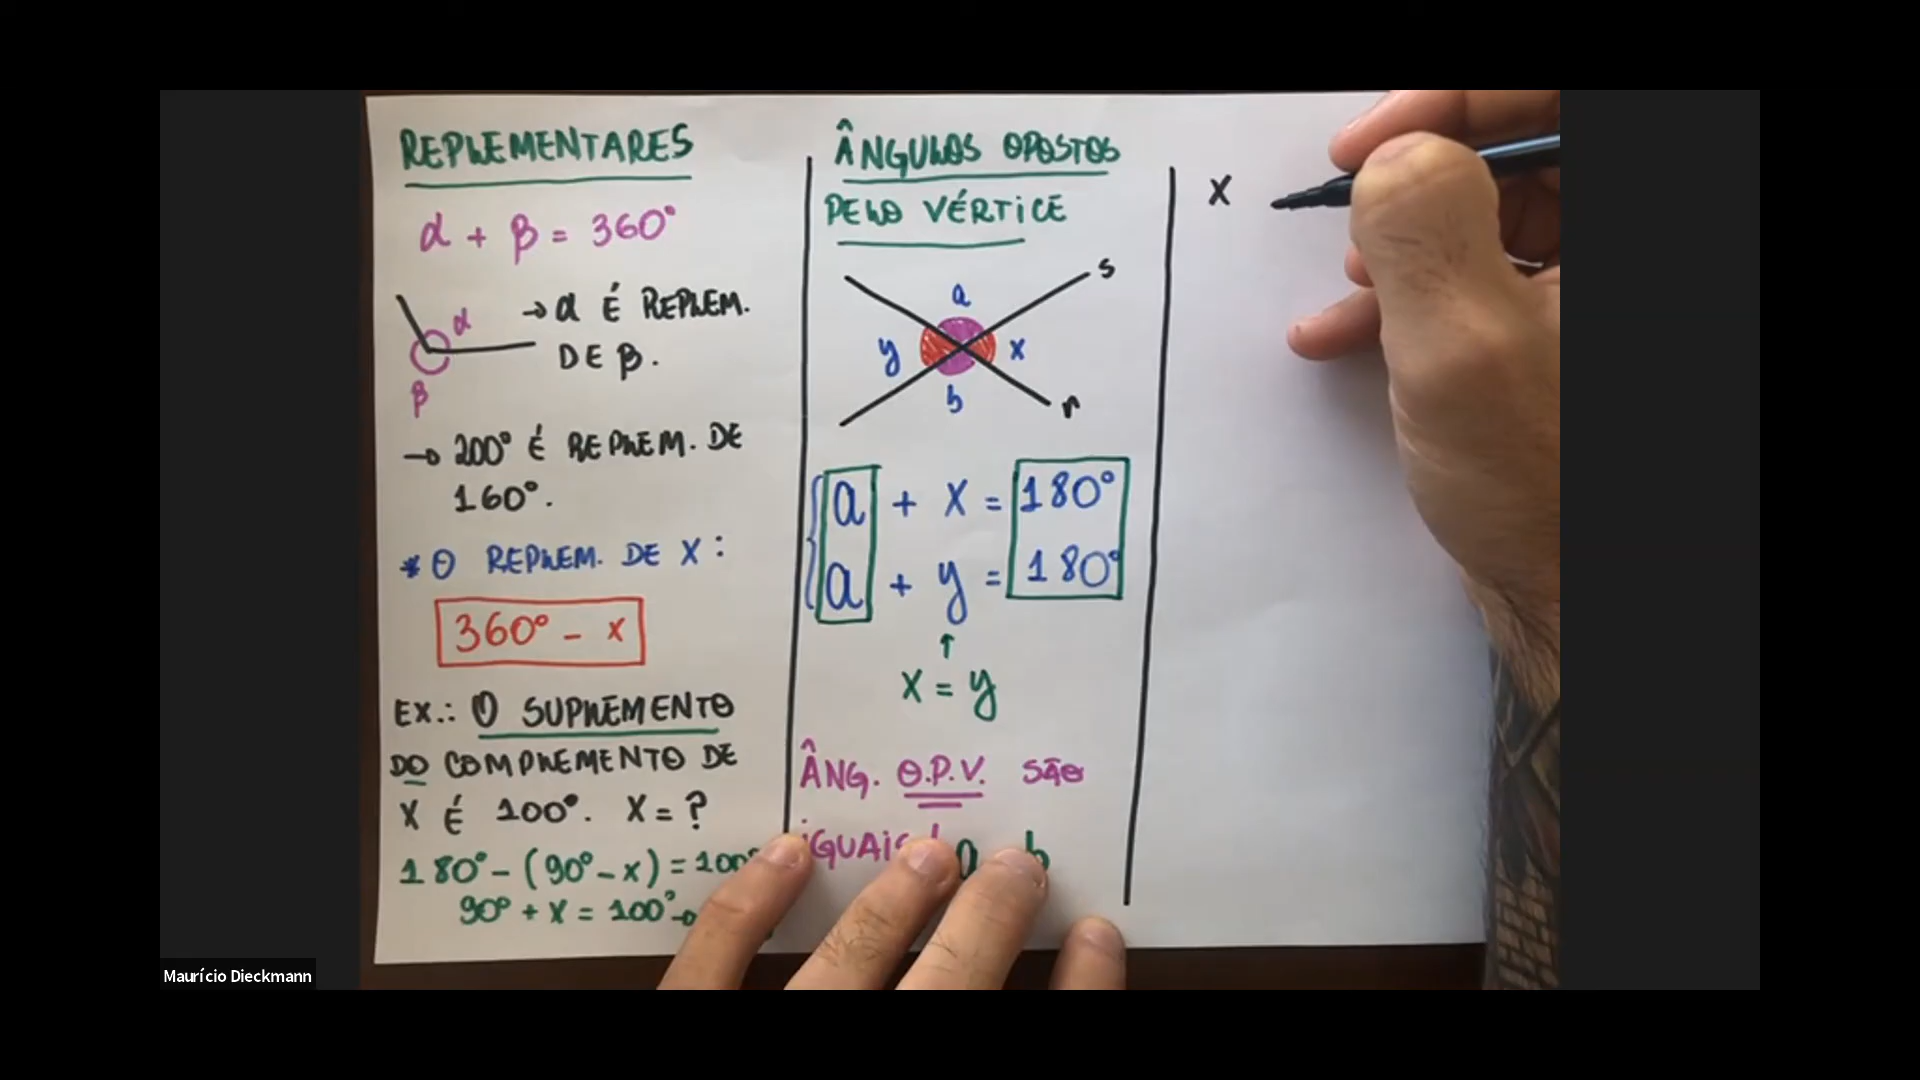 REPLEMENTARES
α + β = 360°
α
β
→ α É REPLEM.
DE β.
→ 200° É REPLEM. DE
160°.
* O REPLEM. DE X:
360° - x
EX.: O SUPLEMENTO
DO COMPLEMENTO DE
X É 100°. X = ?
180° - (90° - x) = 100°
90° + x = 100° →
ÂNGULOS OPOSTOS
PELO VÉRTICE
s
a
y
x
b
r
a + x = 180°
a + y = 180°
↑
x = y
ÂNG. O.P.V. SÃO
IGUAIS! a b
X
Maurício Dieckmann